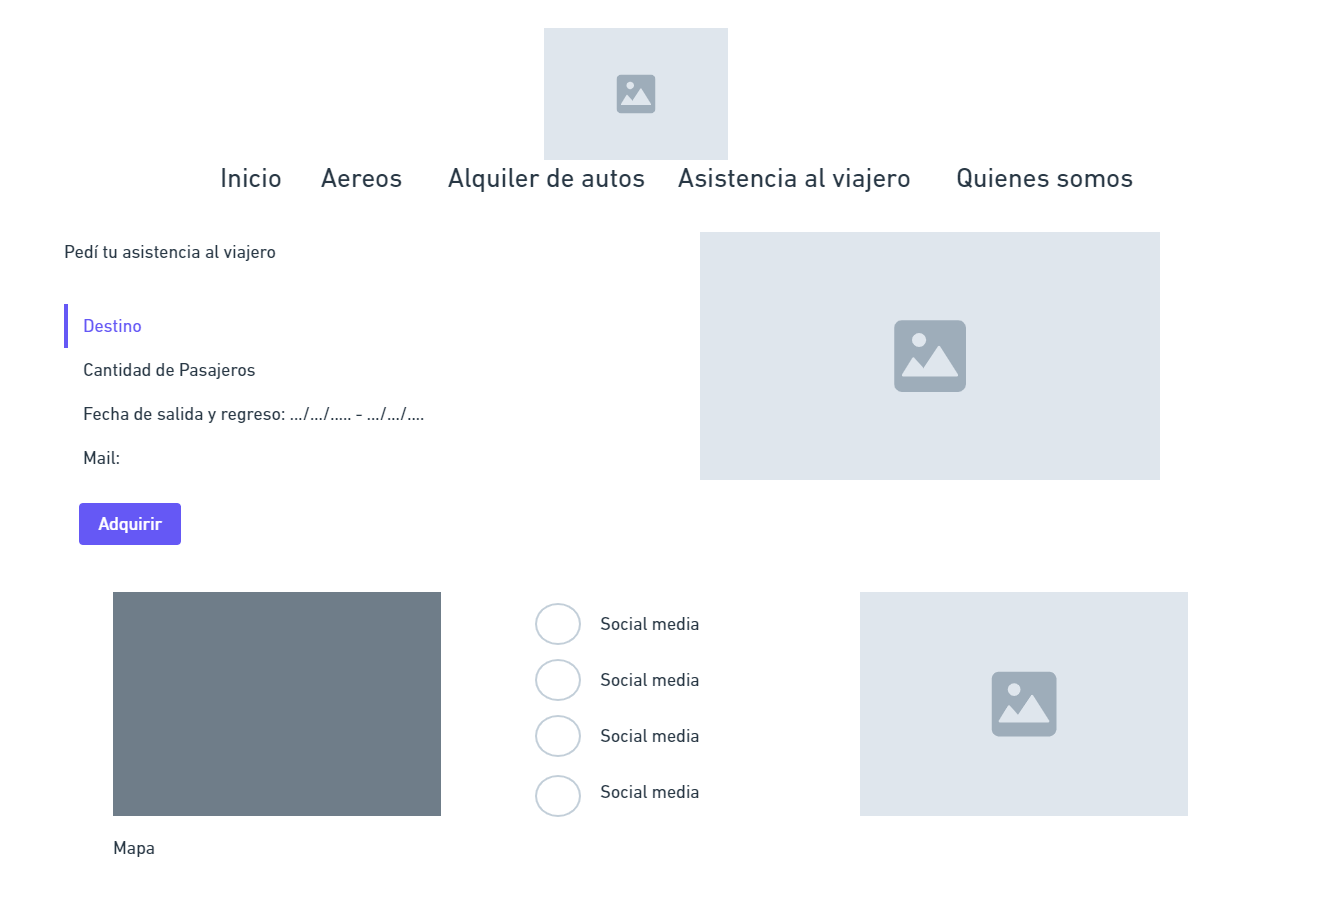 Inicio Aereos Alquiler de autos Asistencia al viajero Quienes somos
Pedí tu asistencia al viajero
Destino
Cantidad de Pasajeros
Fecha de salida y regreso: .../.../..... - .../.../....
Mail:
Adquirir
Social media
Social media
Social media
Social media
Mapa